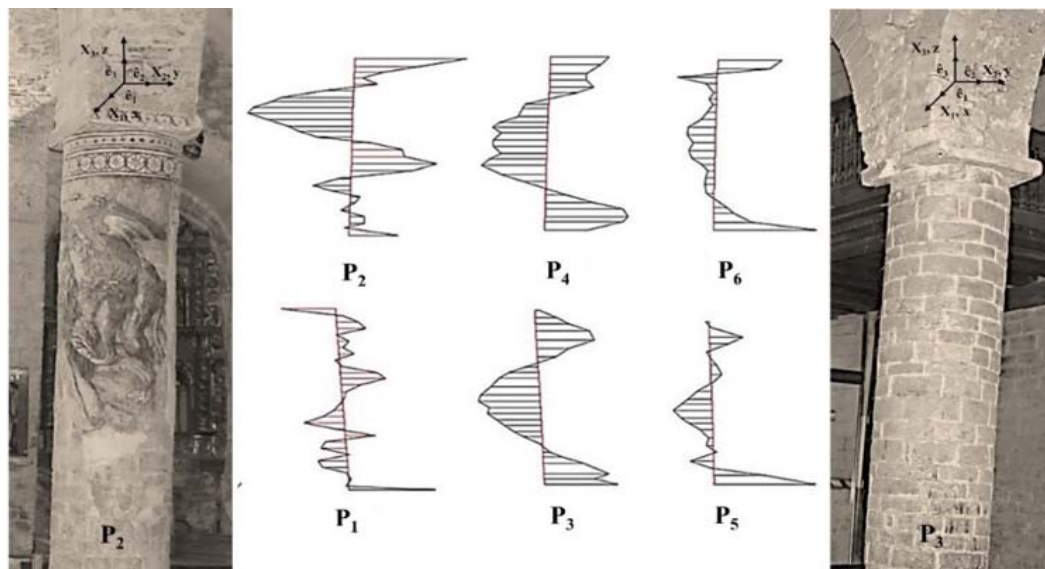 X₃, z
ê₃
ê₂
X₂, y
ê₁
X₁, x
P₂
P₂
P₄
P₆
P₁
P₃
P₅
X₃, z
ê₃
ê₂
X₂, y
ê₁
X₁, x
P₃